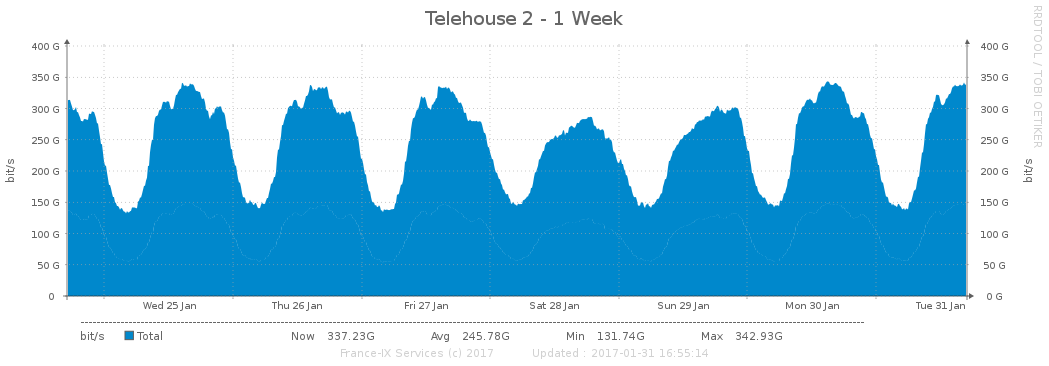 Telehouse 2 - 1 Week
RRDTOOL / TOBI OETIKER
400 G 400 G
350 G 350 G
300 G 300 G
250 G 250 G
200 G 200 G
150 G 150 G
100 G 100 G
50 G 50 G
0 0 G
bit/s
bit/s
Wed 25 Jan Thu 26 Jan Fri 27 Jan Sat 28 Jan Sun 29 Jan Mon 30 Jan Tue 31 Jan
bit/s Total Now 337.23G Avg 245.78G Min 131.74G Max 342.93G
France-IX Services (c) 2017 Updated : 2017-01-31 16:55:14